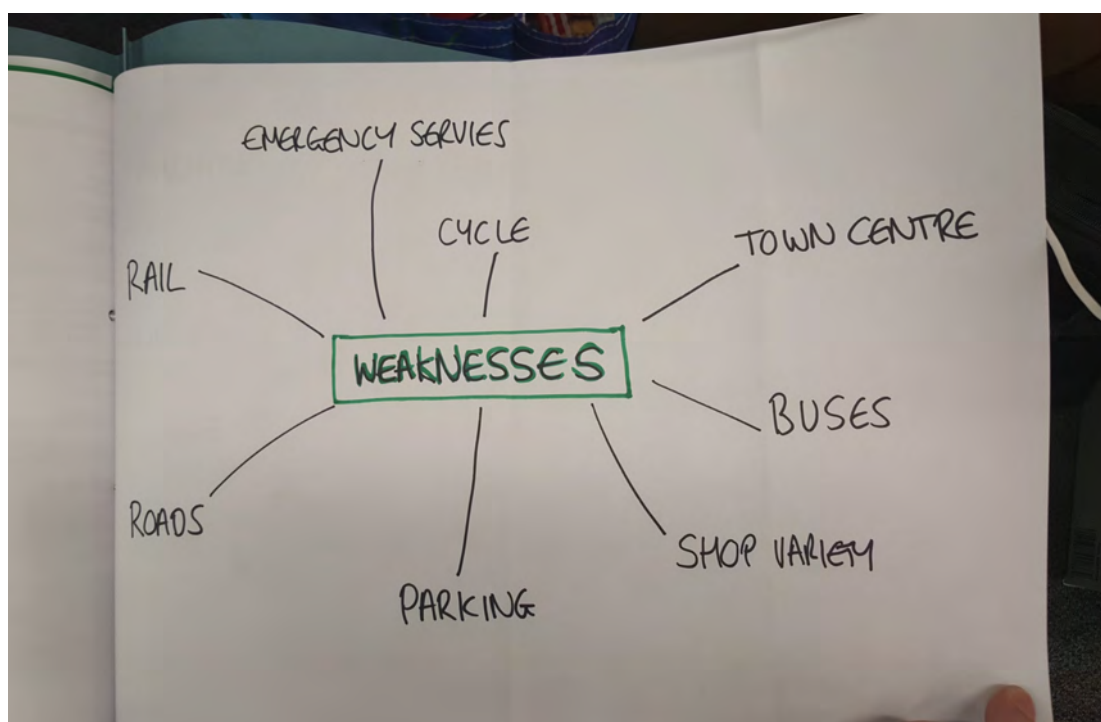 EMERGENCY SERVIES
CYCLE
TOWN CENTRE
RAIL
WEAKNESSES
BUSES
ROADS
SHOP VARIETY
PARKING